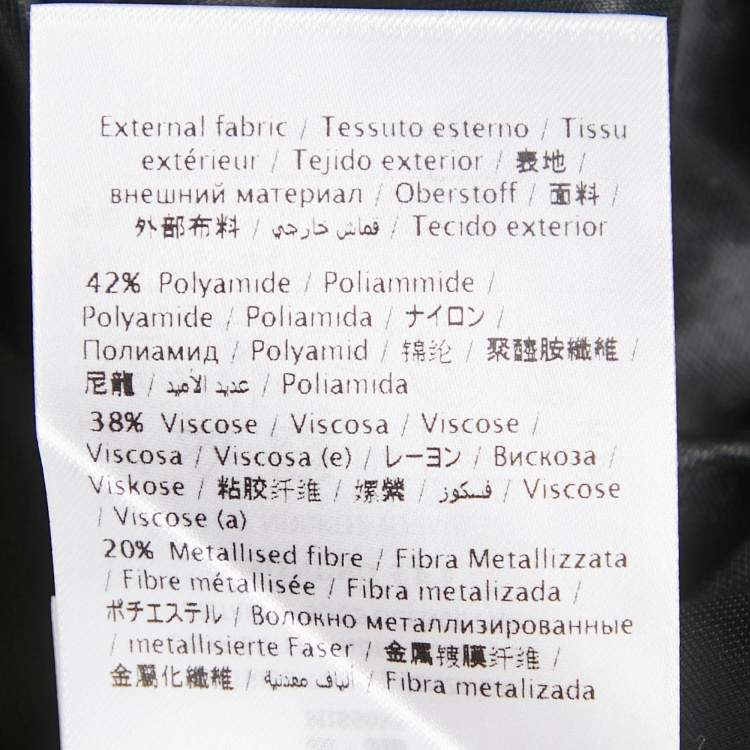 External fabric / Tessuto esterno / Tissu
extérieur / Tejido exterior / 表地 /
внешний материал / Oberstoff / 面料 /
外部布料 / قماش خارجي / Tecido exterior
42% Polyamide / Poliammide /
Polyamide / Poliamida / ナイロン /
Полиамид / Polyamid / 锦纶 / 聚醯胺纖維 /
尼龍 / عديد الأميد / Poliamida
38% Viscose / Viscosa / Viscose /
Viscosa / Viscosa (e) / レーヨン / Вискоза /
Viskose / 粘胶纤维 / 嫘縈 / فسكوز / Viscose
/ Viscose (a)
20% Metallised fibre / Fibra Metallizzata
/ Fibre métallisée / Fibra metalizada /
ポチエステル / Волокно металлизированные
/ metallisierte Faser / 金属镀膜纤维 /
金屬化纖維 / ألياف معدنية / Fibra metalizada